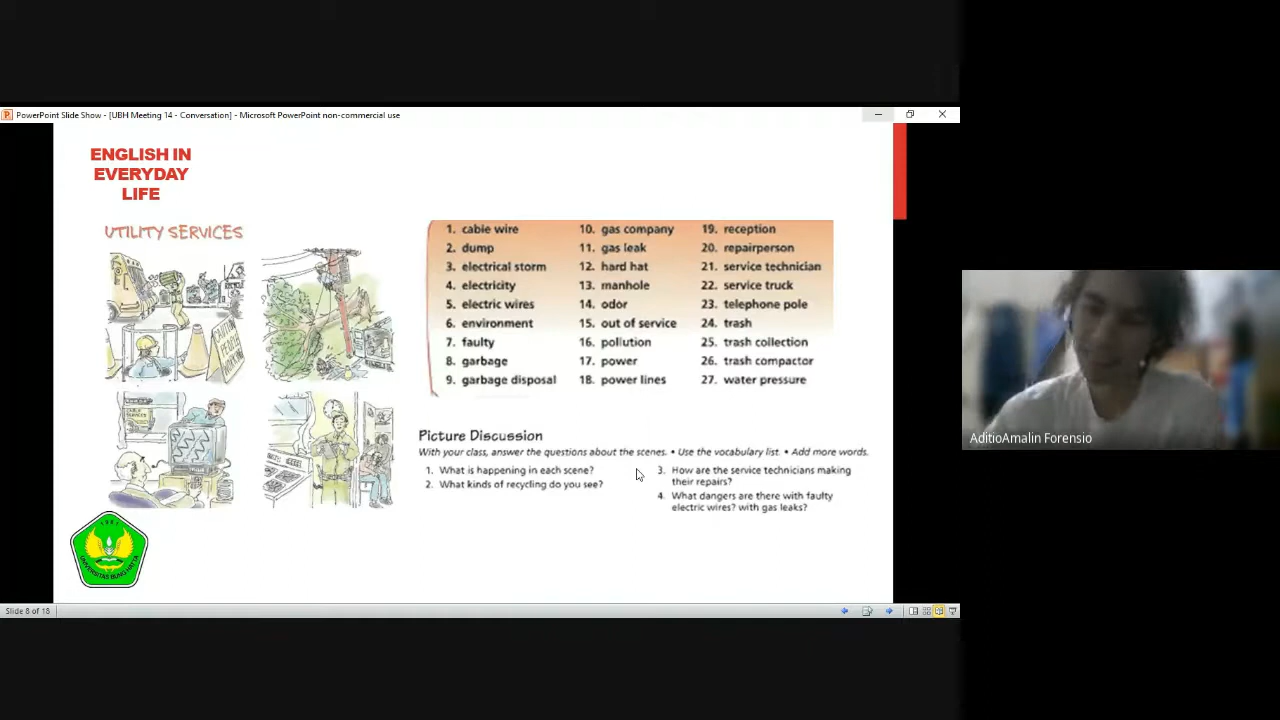 PowerPoint Slide Show - [UBH Meeting 14 - Conversation] - Microsoft PowerPoint non-commercial use
ENGLISH IN
EVERYDAY
LIFE
UTILITY SERVICES
1. cable wire
2. dump
3. electrical storm
4. electricity
5. electric wires
6. environment
7. faulty
8. garbage
9. garbage disposal
10. gas company
11. gas leak
12. hard hat
13. manhole
14. odor
15. out of service
16. pollution
17. power
18. power lines
19. reception
20. repairperson
21. service technician
22. service truck
23. telephone pole
24. trash
25. trash collection
26. trash compactor
27. water pressure
Picture Discussion
With your class, answer the questions about the scenes. • Use the vocabulary list. • Add more words.
1. What is happening in each scene?
2. What kinds of recycling do you see?
3. How are the service technicians making
their repairs?
4. What dangers are there with faulty
electric wires? with gas leaks?
1981
UNIVERSITAS BUNG HATTA
Slide 8 of 18
AditioAmalin Forensio